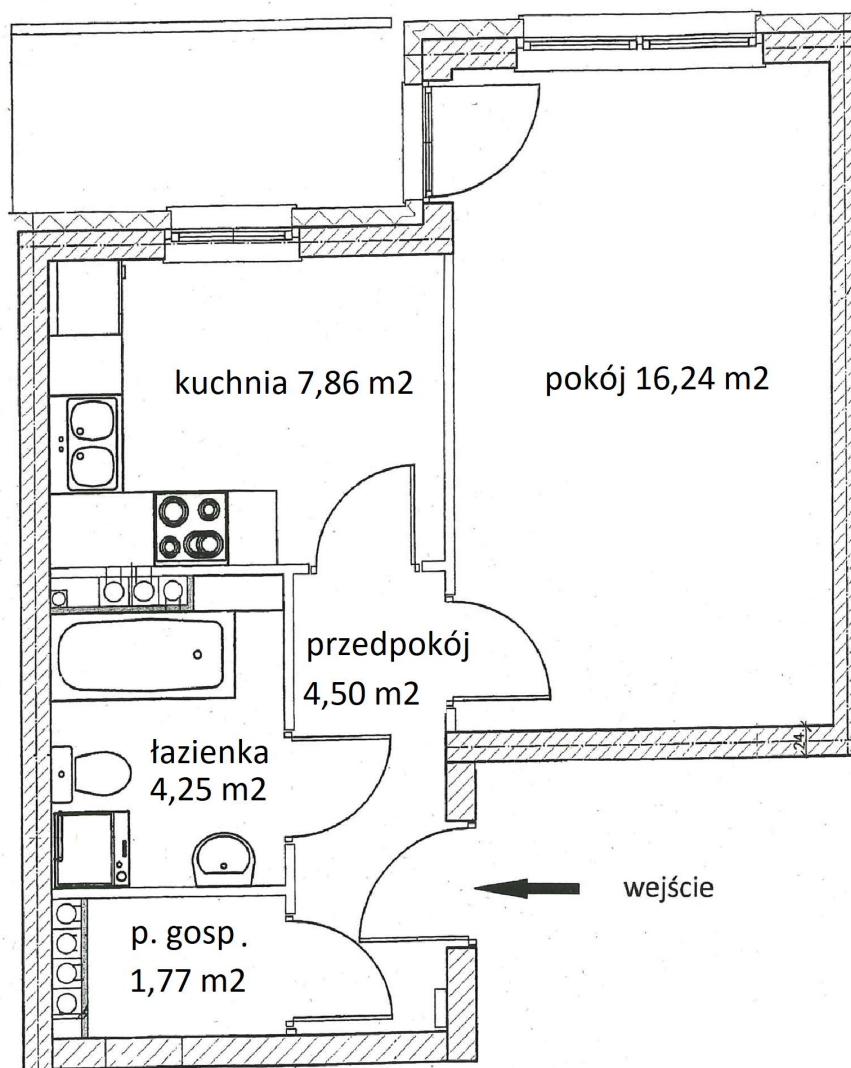 kuchnia 7,86 m2
pokój 16,24 m2
przedpokój
4,50 m2
łazienka
4,25 m2
24
wejście
p. gosp.
1,77 m2